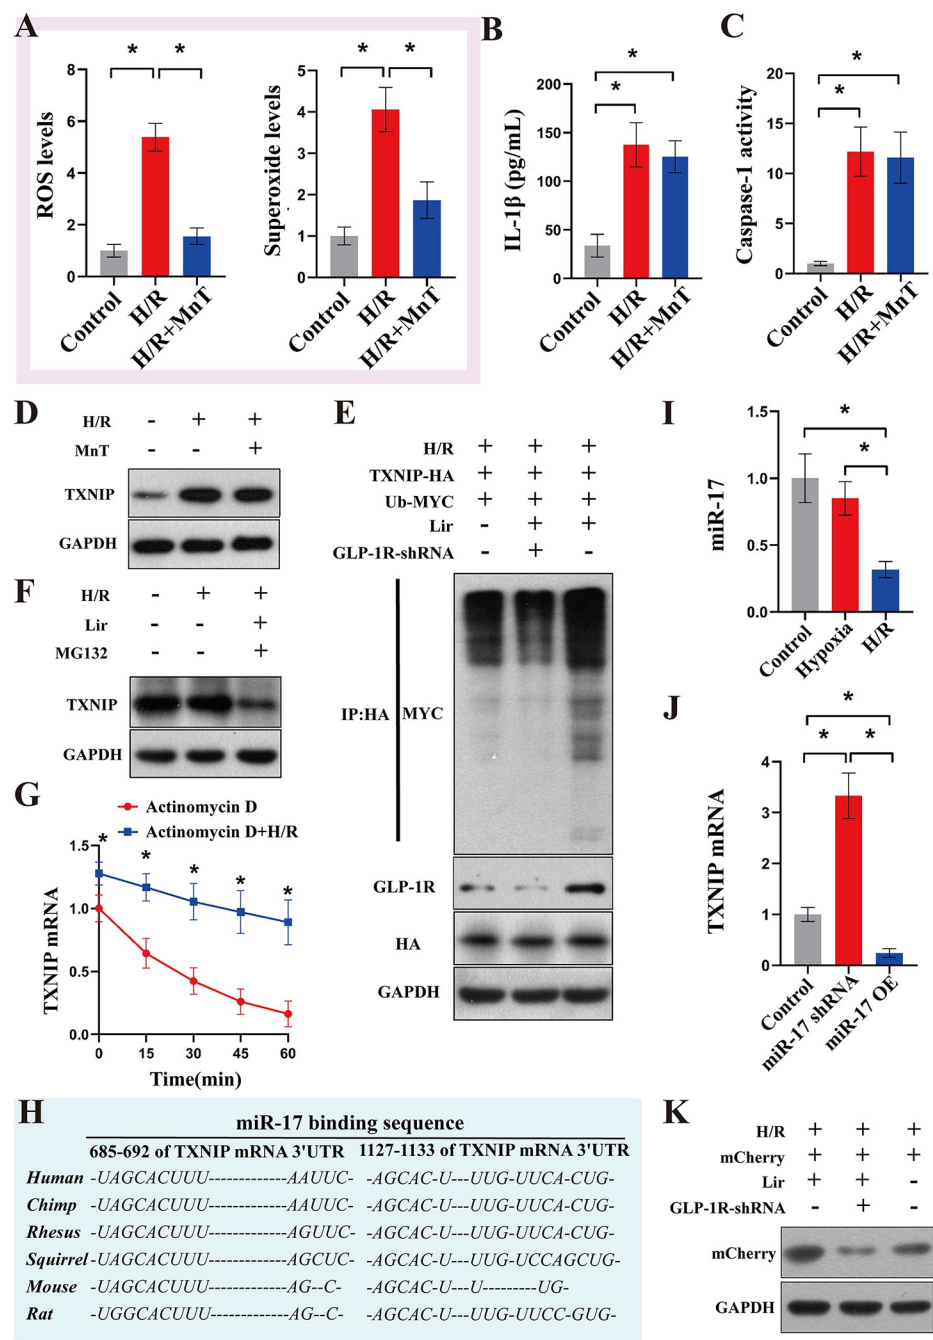 A
ROS levels
8
6
4
2
0
* *
Control
H/R
H/R+MnT
Superoxide levels
5
4
3
2
1
0
* *
Control
H/R
H/R+MnT
B
IL-1β (pg/mL)
200
150
100
50
0
*
*
Control
H/R
H/R+MnT
C
Caspase-1 activity
20
15
10
5
0
*
*
Control
H/R
H/R+MnT
D
H/R - + +
MnT - - +
TXNIP
GAPDH
E
H/R + + +
TXNIP-HA + + +
Ub-MYC + + +
Lir - + +
GLP-1R-shRNA - + -
IP:HA MYC
GLP-1R
HA
GAPDH
F
H/R - + +
Lir - - +
MG132 - - +
TXNIP
GAPDH
G
Actinomycin D
Actinomycin D+H/R
TXNIP mRNA
1.5
1.0
0.5
0.0
* * * * *
0 15 30 45 60
Time(min)
H
miR-17 binding sequence
685-692 of TXNIP mRNA 3'UTR 1127-1133 of TXNIP mRNA 3'UTR
Human -UAGCACUUU-------------AAUUC- -AGCAC-U---UUG-UUCA-CUG-
Chimp -UAGCACUUU-------------AAUUC- -AGCAC-U---UUG-UUCA-CUG-
Rhesus -UAGCACUUU-------------AGUUC- -AGCAC-U---UUG-UUCA-CUG-
Squirrel -UAGCACUUU-------------AGCUC- -AGCAC-U---UUG-UCCAGCUG-
Mouse -UAGCACUUU-------------AG--C- -AGCAC-U---U---------UG-
Rat -UGGCACUUU-------------AG--C- -AGCAC-U---UUG-UUCC-GUG-
I
miR-17
1.5
1.0
0.5
0.0
*
*
Control
Hypoxia
H/R
J
TXNIP mRNA
4
3
2
1
0
*
* *
Control
miR-17 shRNA
miR-17 OE
K
H/R + + +
mCherry + + +
Lir + + -
GLP-1R-shRNA - + -
mCherry
GAPDH